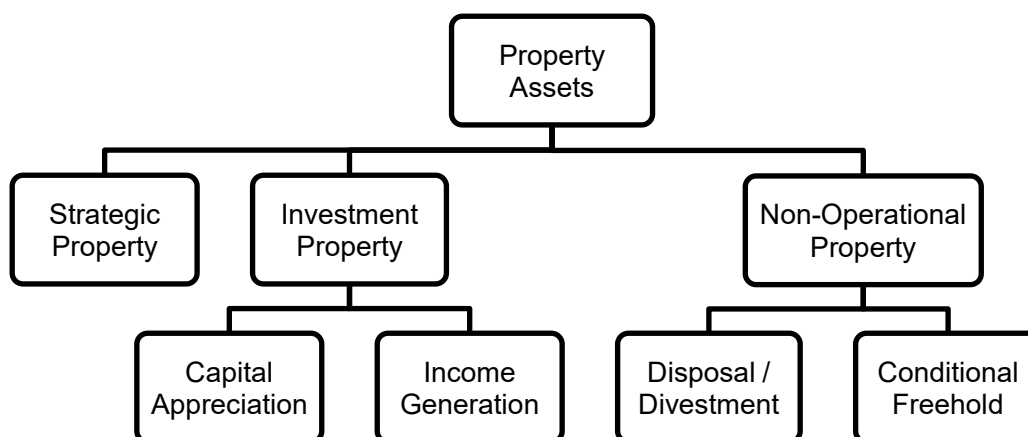 Property
Assets
Strategic
Property
Investment
Property
Non-Operational
Property
Capital
Appreciation
Income
Generation
Disposal /
Divestment
Conditional
Freehold